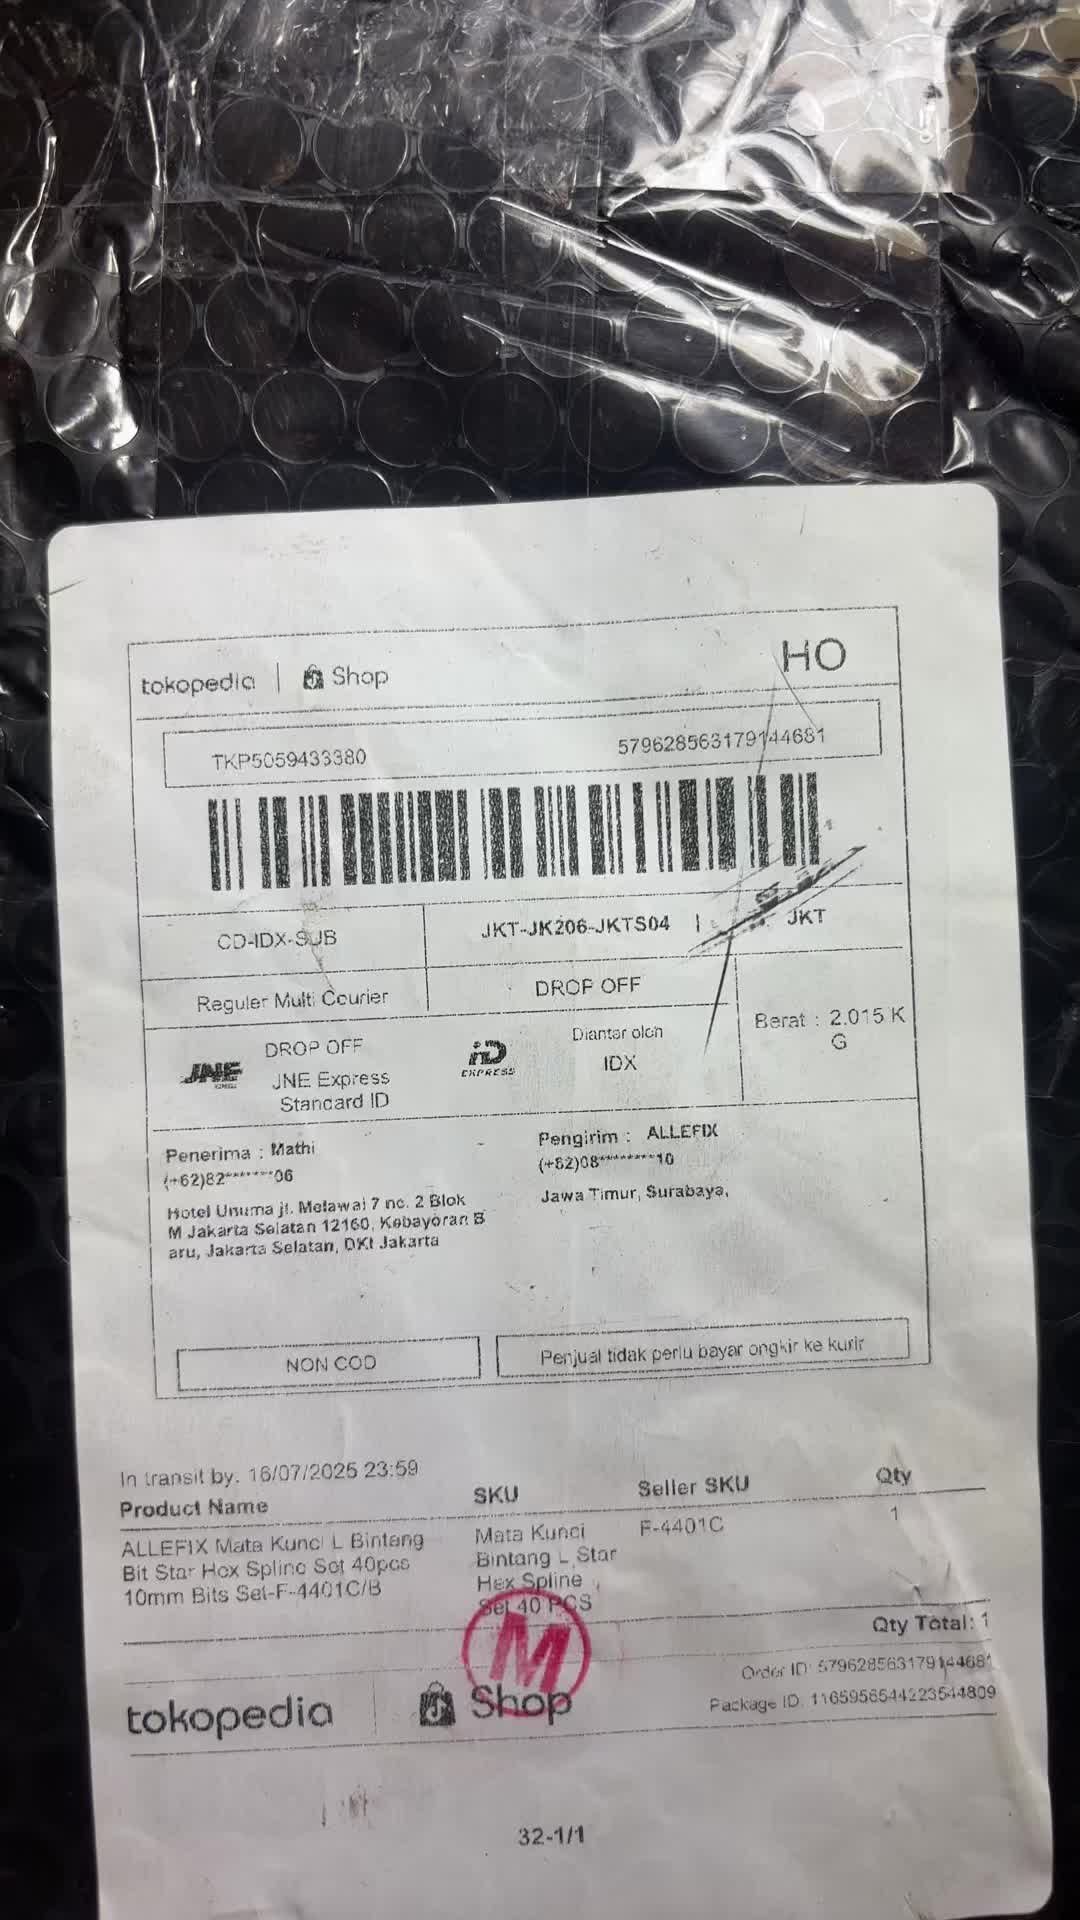 tokopedia | Shop
HO
TKP5059433380
579628563179144681
CD-IDX-SUB
JKT-JK206-JKTS04 |
JKT
Reguler Multi Courier
DROP OFF
Berat : 2.015 K
G
JNE
DROP OFF
JNE Express
Standard ID
iD
EXPRESS
Diantar oleh
IDX
Penerima : Mathi
(+62)82*******06
Hotel Unuma jl. Melawai 7 no. 2 Blok
M Jakarta Selatan 12160, Kebayoran B
aru, Jakarta Selatan, DKI Jakarta
Pengirim : ALLEFIX
(+62)08********10
Jawa Timur, Surabaya,
NON COD
Penjual tidak perlu bayar ongkir ke kurir
In transit by: 16/07/2025 23:59
Product Name
SKU
Seller SKU
Qty
ALLEFIX Mata Kunci L Bintang
Bit Star Hex Spline Set 40pcs
10mm Bits Set-F-4401C/B
Mata Kunci
Bintang L Star
Hex Spline
Set 40 PCS
F-4401C
1
Qty Total: 1
M
tokopedia | Shop
Order ID: 579628563179144681
Package ID: 1165956544223544809
32-1/1